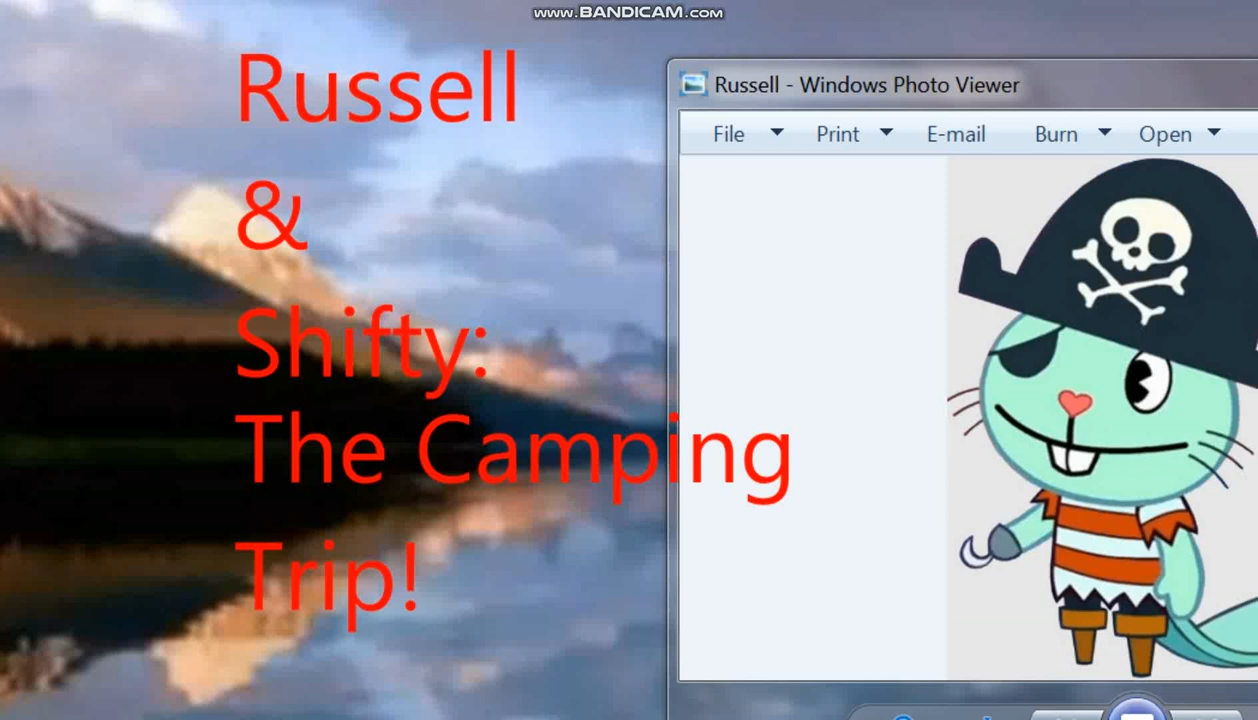 www.BANDICAM.com
Russell
&
Shifty:
The Camping
Trip!
Russell - Windows Photo Viewer
File Print E-mail Burn Open